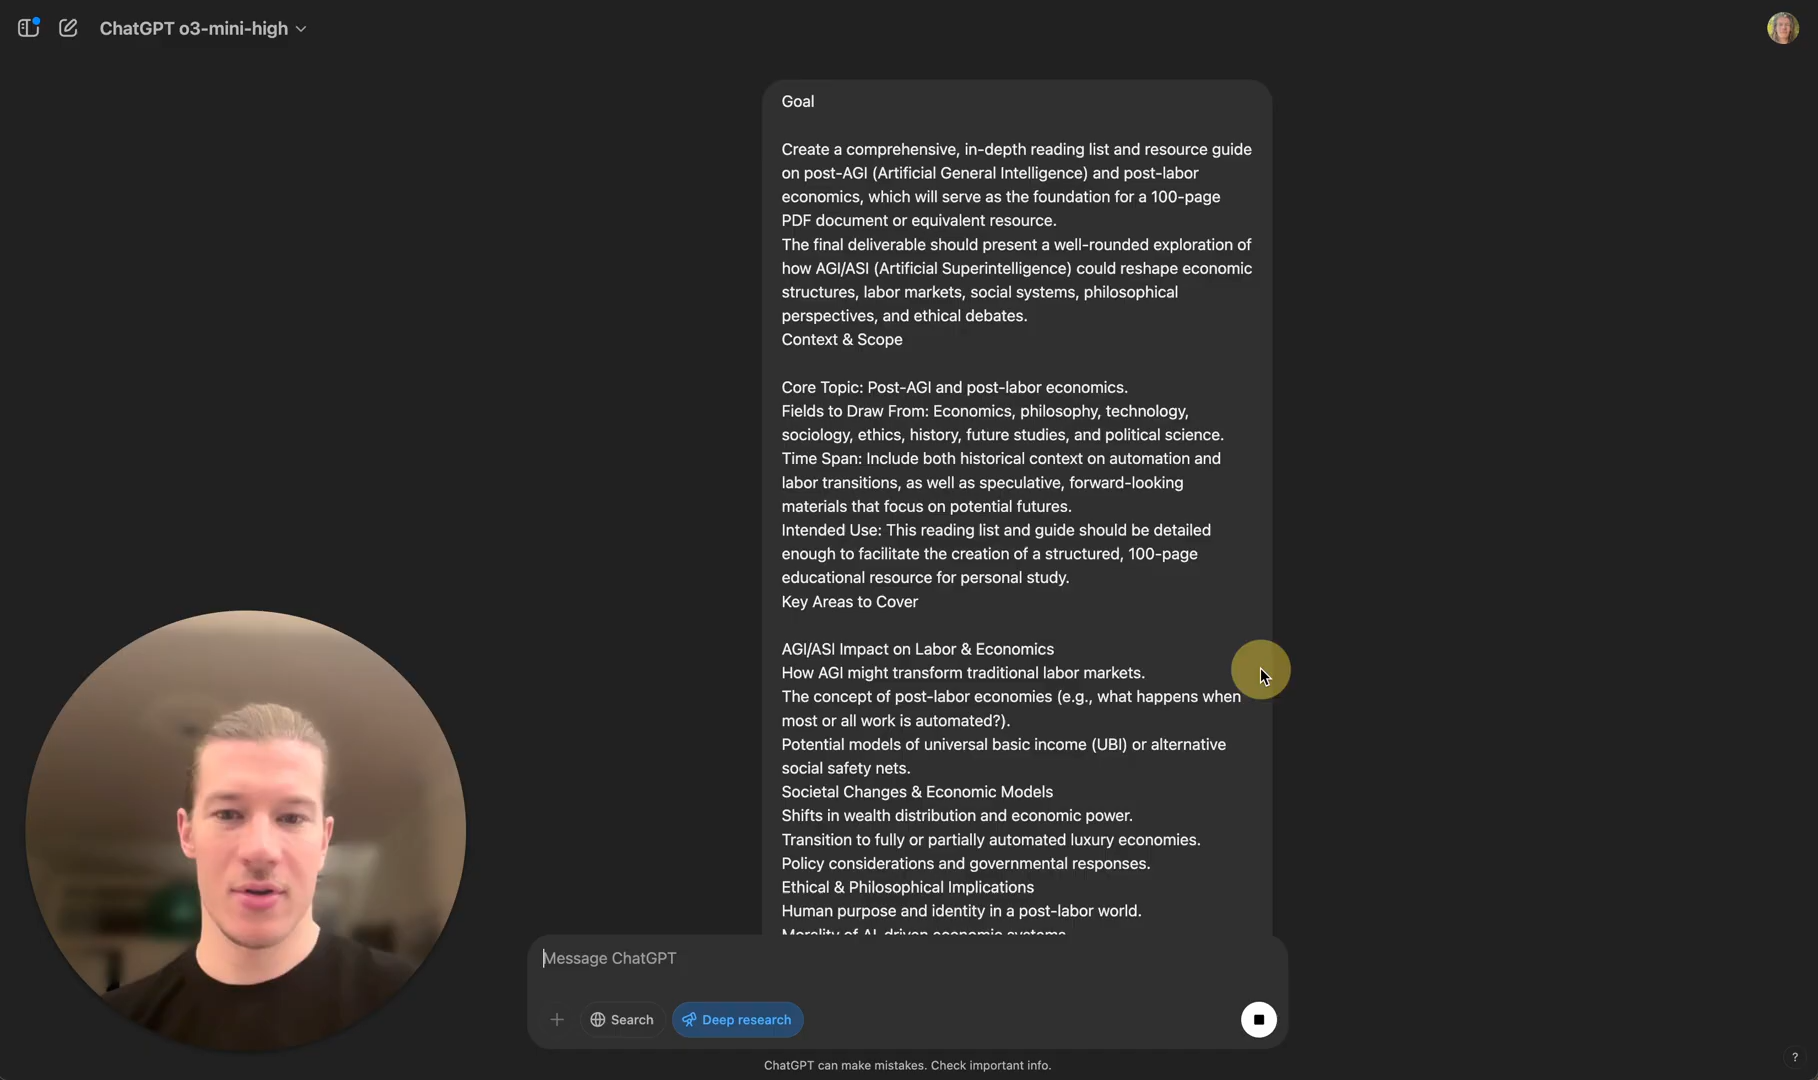 ChatGPT o3-mini-high
Goal
Create a comprehensive, in-depth reading list and resource guide
on post-AGI (Artificial General Intelligence) and post-labor
economics, which will serve as the foundation for a 100-page
PDF document or equivalent resource.
The final deliverable should present a well-rounded exploration of
how AGI/ASI (Artificial Superintelligence) could reshape economic
structures, labor markets, social systems, philosophical
perspectives, and ethical debates.
Context & Scope
Core Topic: Post-AGI and post-labor economics.
Fields to Draw From: Economics, philosophy, technology,
sociology, ethics, history, future studies, and political science.
Time Span: Include both historical context on automation and
labor transitions, as well as speculative, forward-looking
materials that focus on potential futures.
Intended Use: This reading list and guide should be detailed
enough to facilitate the creation of a structured, 100-page
educational resource for personal study.
Key Areas to Cover
AGI/ASI Impact on Labor & Economics
How AGI might transform traditional labor markets.
The concept of post-labor economies (e.g., what happens when
most or all work is automated?).
Potential models of universal basic income (UBI) or alternative
social safety nets.
Societal Changes & Economic Models
Shifts in wealth distribution and economic power.
Transition to fully or partially automated luxury economies.
Policy considerations and governmental responses.
Ethical & Philosophical Implications
Human purpose and identity in a post-labor world.
Morality of AI-driven economic systems.
Message ChatGPT
Search
Deep research
ChatGPT can make mistakes. Check important info.
?